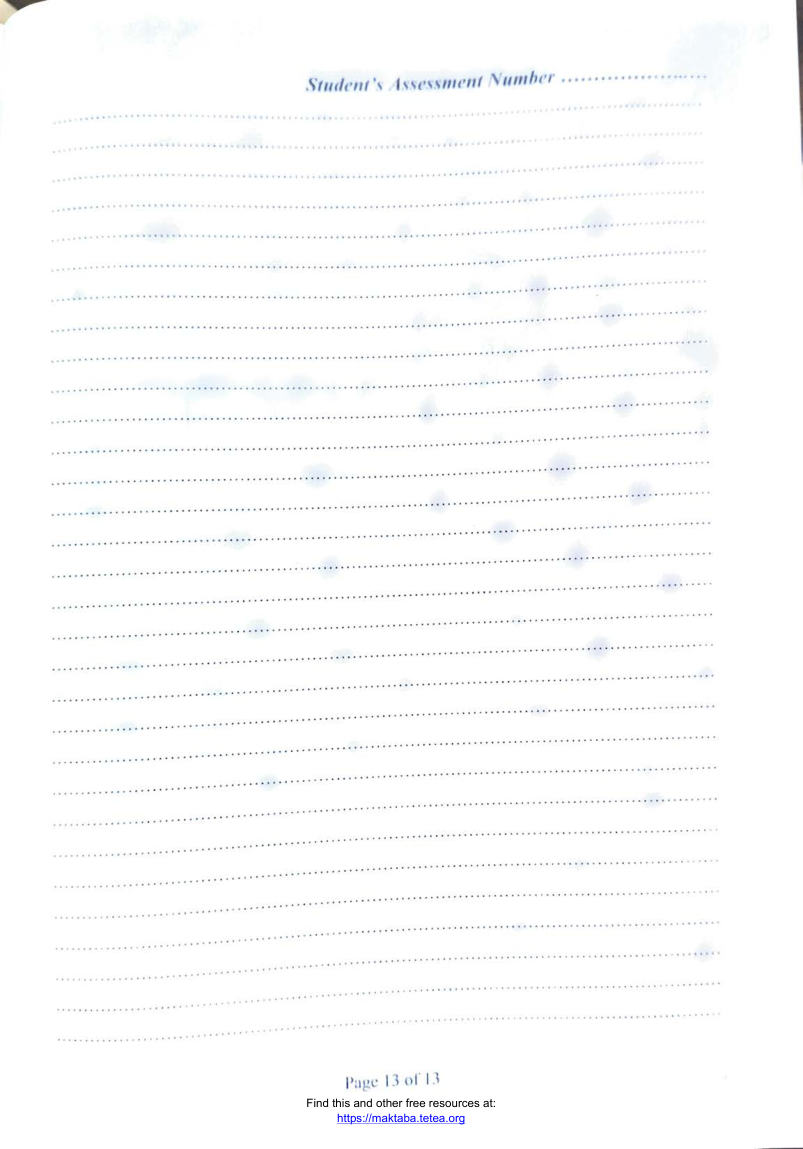 Student's Assessment Number ......................
Page 13 of 13
Find this and other free resources at:
https://maktaba.tetea.org